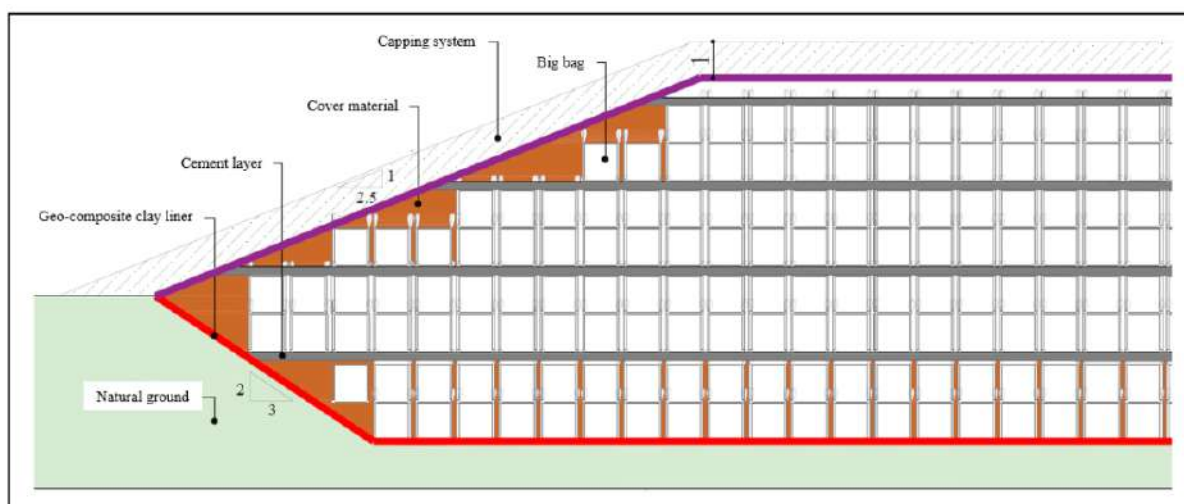 Capping system
1
Big bag
Cover material
Cement layer
1
2.5
Geo-composite clay liner
2
3
Natural ground